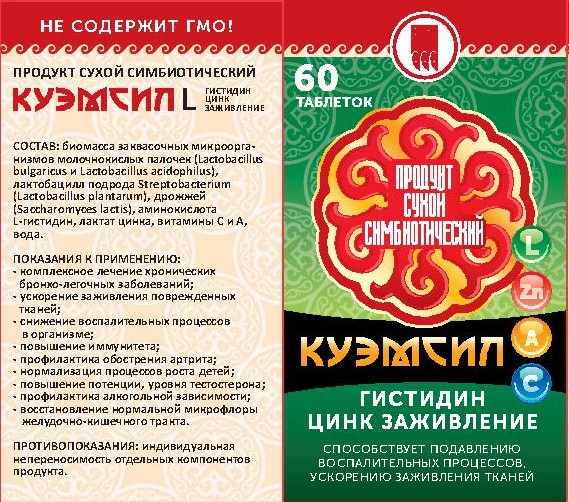 НЕ СОДЕРЖИТ ГМО!
ПРОДУКТ СУХОЙ СИМБИОТИЧЕСКИЙ
КУЭМСИЛ L ГИСТИДИН
ЦИНК
ЗАЖИВЛЕНИЕ
СОСТАВ: биомасса заквасочных микроорга-
низмов молочнокислых палочек (Lactobacillus
bulgaricus и Lactobacillus acidophilus),
лактобацилл подрода Streptobacterium
(Lactobacillus plantarum), дрожжей
(Saccharomyces lactis), аминокислота
L-гистидин, лактат цинка, витамины С и А,
вода.
ПОКАЗАНИЯ К ПРИМЕНЕНИЮ:
- комплексное лечение хронических
бронхо-легочных заболеваний;
- ускорение заживления поврежденных
тканей;
- снижение воспалительных процессов
в организме;
- повышение иммунитета;
- профилактика обострения артрита;
- нормализация процессов роста детей;
- повышение потенции, уровня тестостерона;
- профилактика алкогольной зависимости;
- восстановление нормальной микрофлоры
желудочно-кишечного тракта.
ПРОТИВОПОКАЗАНИЯ: индивидуальная
непереносимость отдельных компонентов
продукта.
60
ТАБЛЕТОК
ПРОДУКТ
СУХОЙ
СИМБИОТИЧЕСКИЙ
L
Zn
A
C
КУЭМСИЛ
ГИСТИДИН
ЦИНК ЗАЖИВЛЕНИЕ
СПОСОБСТВУЕТ ПОДАВЛЕНИЮ
ВОСПАЛИТЕЛЬНЫХ ПРОЦЕССОВ,
УСКОРЕНИЮ ЗАЖИВЛЕНИЯ ТКАНЕЙ